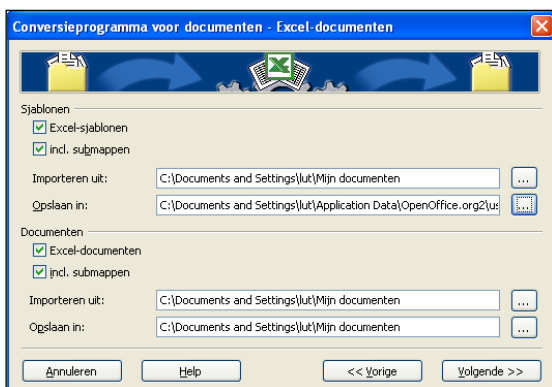 Conversieprogramma voor documenten - Excel-documenten
Sjablonen
Excel-sjablonen
incl. submappen
Importeren uit: C:\Documents and Settings\lut\Mijn documenten ...
Opslaan in: C:\Documents and Settings\lut\Application Data\OpenOffice.org2\us ...
Documenten
Excel-documenten
incl. submappen
Importeren uit: C:\Documents and Settings\lut\Mijn documenten ...
Opslaan in: C:\Documents and Settings\lut\Mijn documenten ...
Annuleren Help << Vorige Volgende >>